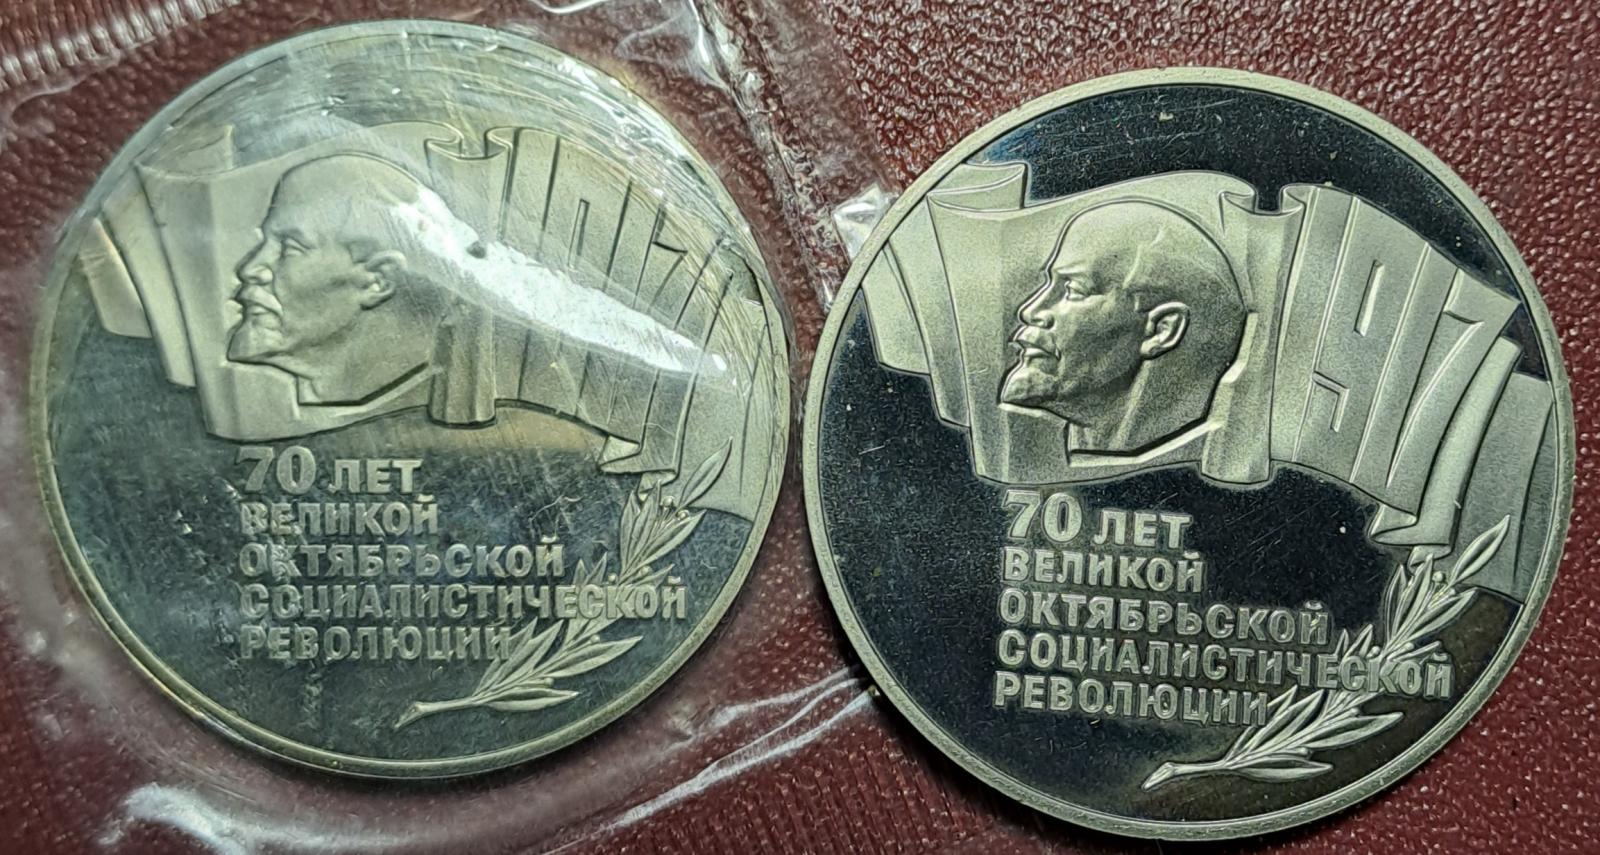 1917
70 ЛЕТ
ВЕЛИКОЙ
ОКТЯБРЬСКОЙ
СОЦИАЛИСТИЧЕСКОЙ
РЕВОЛЮЦИИ
1917
70 ЛЕТ
ВЕЛИКОЙ
ОКТЯБРЬСКОЙ
СОЦИАЛИСТИЧЕСКОЙ
РЕВОЛЮЦИИ